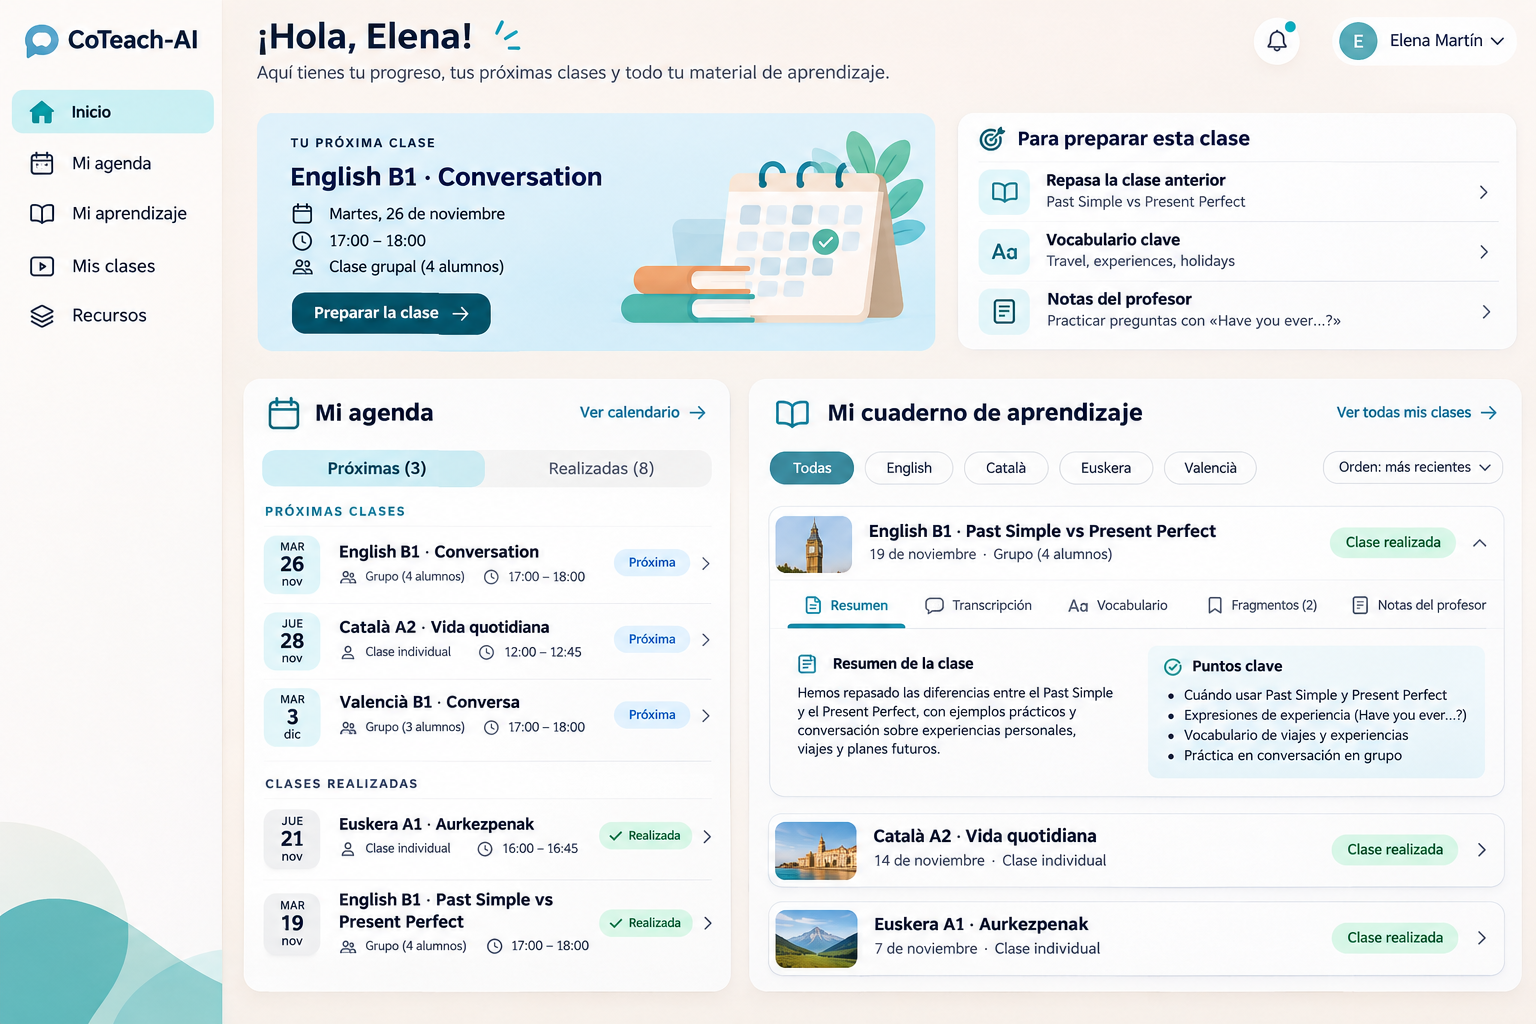 CoTeach-AI
Inicio
Mi agenda
Mi aprendizaje
Mis clases
Recursos
¡Hola, Elena!
Aquí tienes tu progreso, tus próximas clases y todo tu material de aprendizaje.
E
Elena Martín
TU PRÓXIMA CLASE
English B1 · Conversation
Martes, 26 de noviembre
17:00 – 18:00
Clase grupal (4 alumnos)
Preparar la clase
Para preparar esta clase
Repasa la clase anterior
Past Simple vs Present Perfect
Aa
Vocabulario clave
Travel, experiences, holidays
Notas del profesor
Practicar preguntas con «Have you ever...?»
Mi agenda
Ver calendario
Próximas (3)
Realizadas (8)
PRÓXIMAS CLASES
MAR
26
nov
English B1 · Conversation
Grupo (4 alumnos)
17:00 – 18:00
Próxima
JUE
28
nov
Català A2 · Vida quotidiana
Clase individual
12:00 – 12:45
Próxima
MAR
3
dic
Valencià B1 · Conversa
Grupo (3 alumnos)
17:00 – 18:00
Próxima
CLASES REALIZADAS
JUE
21
nov
Euskera A1 · Aurkezpenak
Clase individual
16:00 – 16:45
Realizada
MAR
19
nov
English B1 · Past Simple vs
Present Perfect
Grupo (4 alumnos)
17:00 – 18:00
Realizada
Mi cuaderno de aprendizaje
Ver todas mis clases
Todas
English
Català
Euskera
Valencià
Orden: más recientes
English B1 · Past Simple vs Present Perfect
19 de noviembre · Grupo (4 alumnos)
Clase realizada
Resumen
Transcripción
Aa Vocabulario
Fragmentos (2)
Notas del profesor
Resumen de la clase
Hemos repasado las diferencias entre el Past Simple
y el Present Perfect, con ejemplos prácticos y
conversación sobre experiencias personales,
viajes y planes futuros.
Puntos clave
• Cuándo usar Past Simple y Present Perfect
• Expresiones de experiencia (Have you ever...?)
• Vocabulario de viajes y experiencias
• Práctica en conversación en grupo
Català A2 · Vida quotidiana
14 de noviembre · Clase individual
Clase realizada
Euskera A1 · Aurkezpenak
7 de noviembre · Clase individual
Clase realizada